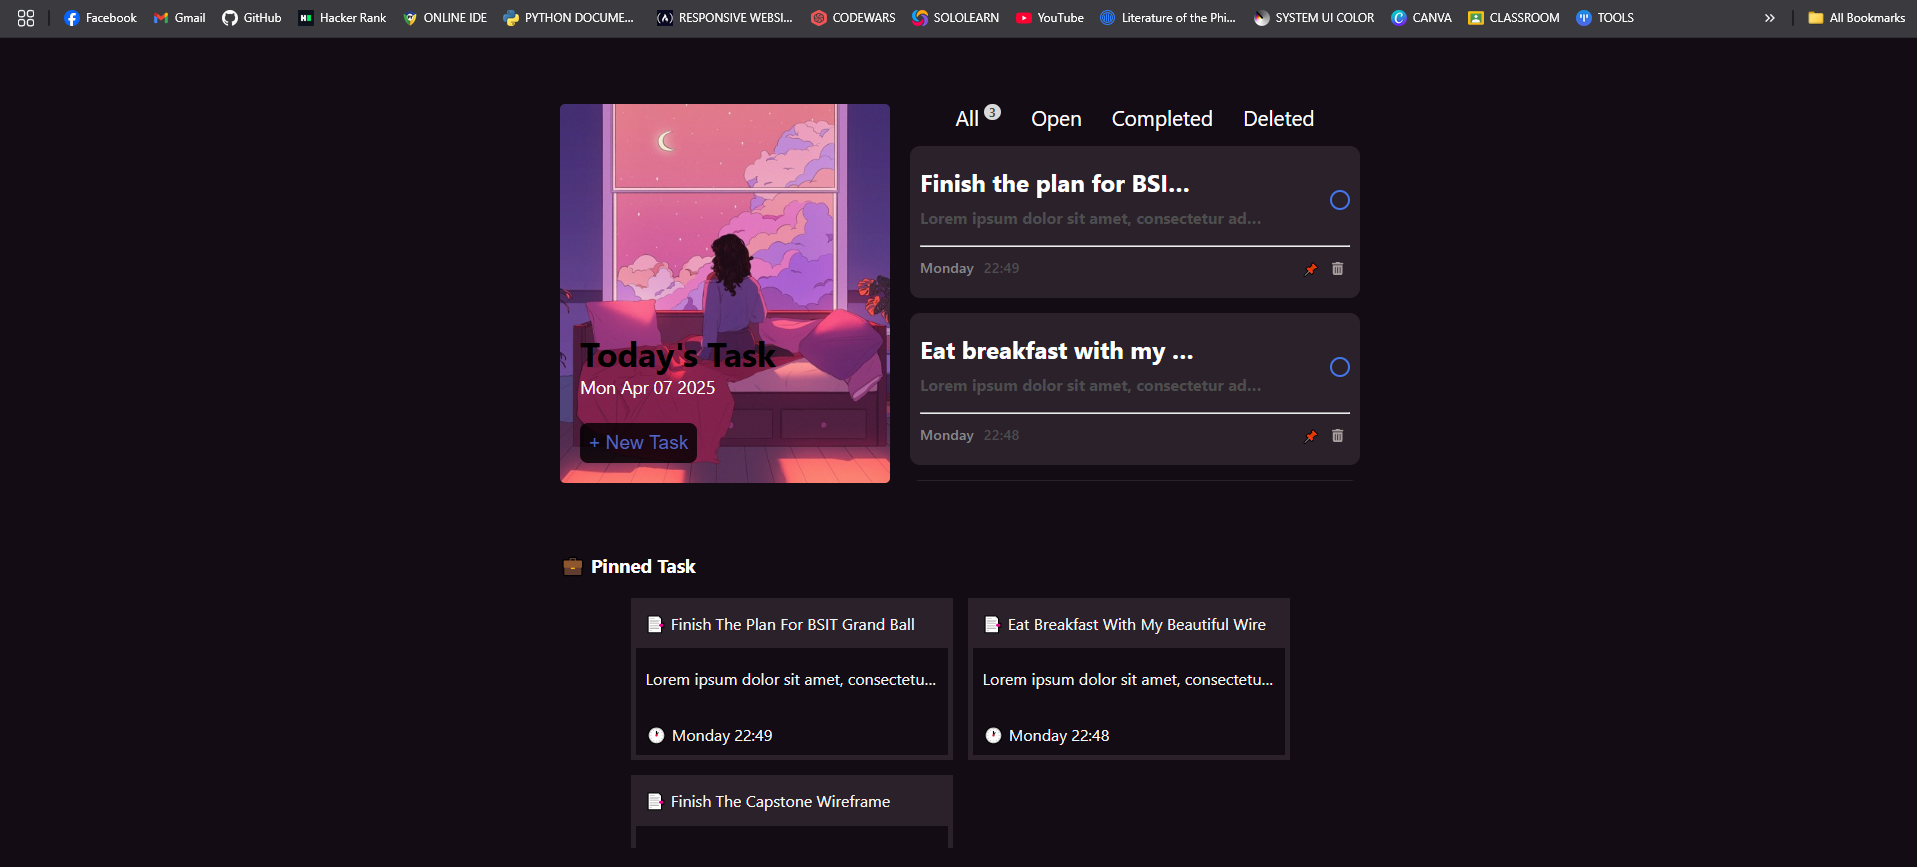 Facebook Gmail GitHub Hacker Rank ONLINE IDE PYTHON DOCUME... RESPONSIVE WEBSI... CODEWARS SOLOLEARN YouTube Literature of the Phi... SYSTEM UI COLOR CANVA CLASSROOM TOOLS » All Bookmarks
All 3 Open Completed Deleted
Finish the plan for BSI...
Lorem ipsum dolor sit amet, consectetur ad...
Monday 22:49
Eat breakfast with my ...
Lorem ipsum dolor sit amet, consectetur ad...
Monday 22:48
Today's Task
Mon Apr 07 2025
+ New Task
Pinned Task
Finish The Plan For BSIT Grand Ball
Lorem ipsum dolor sit amet, consectetu...
Monday 22:49
Eat Breakfast With My Beautiful Wire
Lorem ipsum dolor sit amet, consectetu...
Monday 22:48
Finish The Capstone Wireframe